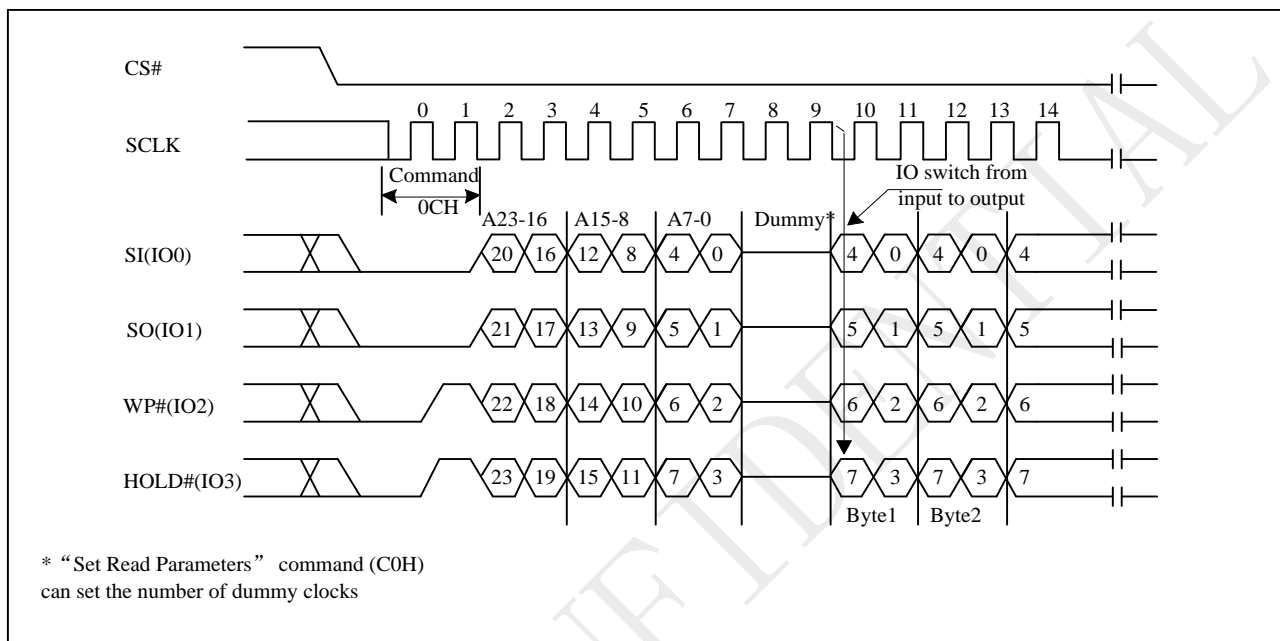 CS#
0 1 2 3 4 5 6 7 8 9 10 11 12 13 14
SCLK
Command
IO switch from
0CH
input to output
A23-16 A15-8 A7-0 Dummy*
SI(IO0) 20 16 12 8 4 0 4 0 4 0 4
SO(IO1) 21 17 13 9 5 1 5 1 5 1 5
WP#(IO2) 22 18 14 10 6 2 6 2 6 2 6
HOLD#(IO3) 23 19 15 11 7 3 7 3 7 3 7
Byte1 Byte2
* “Set Read Parameters” command (C0H)
can set the number of dummy clocks